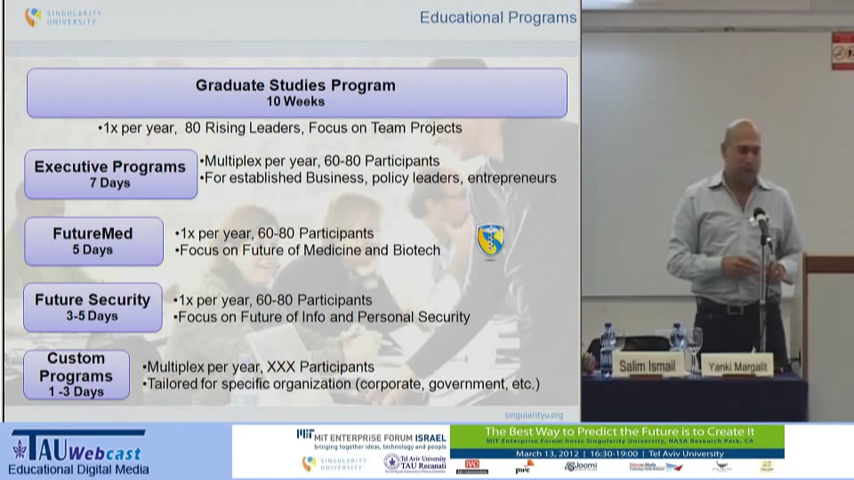 SINGULARITY
UNIVERSITY
Educational Programs
Graduate Studies Program
10 Weeks
•1x per year, 80 Rising Leaders, Focus on Team Projects
Executive Programs
7 Days
•Multiplex per year, 60-80 Participants
•For established Business, policy leaders, entrepreneurs
FutureMed
5 Days
•1x per year, 60-80 Participants
•Focus on Future of Medicine and Biotech
Future Security
3-5 Days
•1x per year, 60-80 Participants
•Focus on Future of Info and Personal Security
Custom
Programs
1 -3 Days
•Multiplex per year, XXX Participants
•Tailored for specific organization (corporate, government, etc.)
singularityu.org
Salim Ismail
Yanki Margalit
TAU Webcast
Educational Digital Media
MIT ENTERPRISE FORUM ISRAEL
bringing together ideas, technology and people
SINGULARITY
UNIVERSITY
Tel Aviv University
TAU Recanati
The Best Way to Predict the Future is to Create It
MIT Enterprise Forum hosts Singularity University, NASA Research Park, CA
March 13, 2012 | 16:30-19:00 | Tel Aviv University
RAD
pwc
Joomi